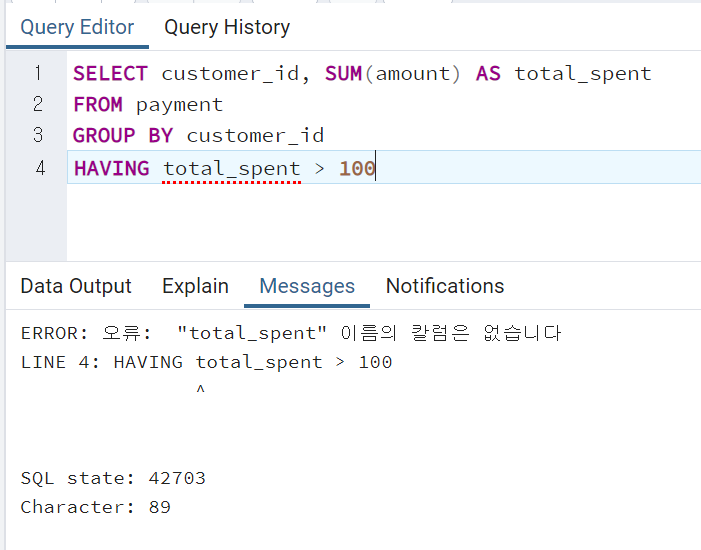 Query Editor Query History
1 SELECT customer_id, SUM(amount) AS total_spent
2 FROM payment
3 GROUP BY customer_id
4 HAVING total_spent > 100
Data Output Explain Messages Notifications
ERROR: 오류:  "total_spent" 이름의 칼럼은 없습니다
LINE 4: HAVING total_spent > 100
^
SQL state: 42703
Character: 89